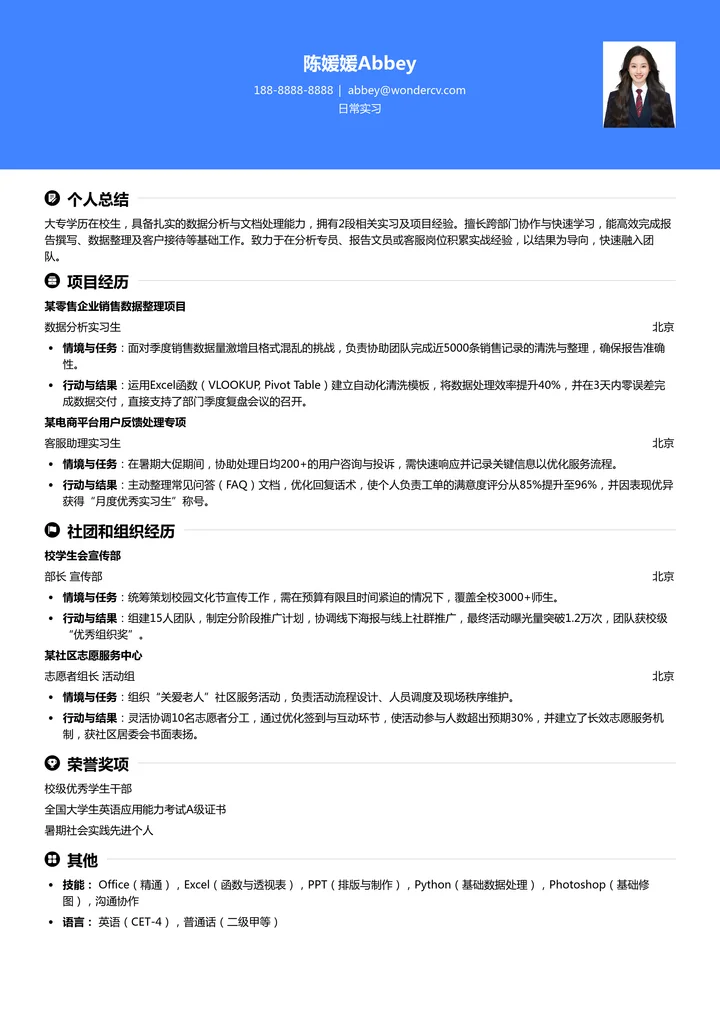 陈媛媛Abbey
188-8888-8888 | abbey@wondercv.com
日常实习
个人总结
大专学历在校生，具备扎实的数据分析与文档处理能力，拥有2段相关实习及项目经验。擅长跨部门协作与快速学习，能高效完成报
告撰写、数据整理及客户接待等基础工作。致力于在分析专员、报告文员或客服岗位积累实战经验，以结果为导向，快速融入团
队。
项目经历
某零售企业销售数据整理项目
数据分析实习生 北京
• 情境与任务：面对季度销售数据量激增且格式混乱的挑战，负责协助团队完成近5000条销售记录的清洗与整理，确保报告准确
性。
• 行动与结果：运用Excel函数（VLOOKUP, Pivot Table）建立自动化清洗模板，将数据处理效率提升40%，并在3天内零误差完
成数据交付，直接支持了部门季度复盘会议的召开。
某电商平台用户反馈处理专项
客服助理实习生 北京
• 情境与任务：在暑期大促期间，协助处理日均200+的用户咨询与投诉，需快速响应并记录关键信息以优化服务流程。
• 行动与结果：主动整理常见问答（FAQ）文档，优化回复话术，使个人负责工单的满意度评分从85%提升至96%，并因表现优异
获得“月度优秀实习生”称号。
社团和组织经历
校学生会宣传部
部长 宣传部 北京
• 情境与任务：统筹策划校园文化节宣传工作，需在预算有限且时间紧迫的情况下，覆盖全校3000+师生。
• 行动与结果：组建15人团队，制定分阶段推广计划，协调线下海报与线上社群推广，最终活动曝光量突破1.2万次，团队获校级
“优秀组织奖”。
某社区志愿服务中心
志愿者组长 活动组 北京
• 情境与任务：组织“关爱老人”社区服务活动，负责活动流程设计、人员调度及现场秩序维护。
• 行动与结果：灵活协调10名志愿者分工，通过优化签到与互动环节，使活动参与人数超出预期30%，并建立了长效志愿服务机
制，获社区居委会书面表扬。
荣誉奖项
校级优秀学生干部
全国大学生英语应用能力考试A级证书
暑期社会实践先进个人
其他
• 技能： Office（精通），Excel（函数与透视表），PPT（排版与制作），Python（基础数据处理），Photoshop（基础修
图），沟通协作
• 语言： 英语（CET-4），普通话（二级甲等）